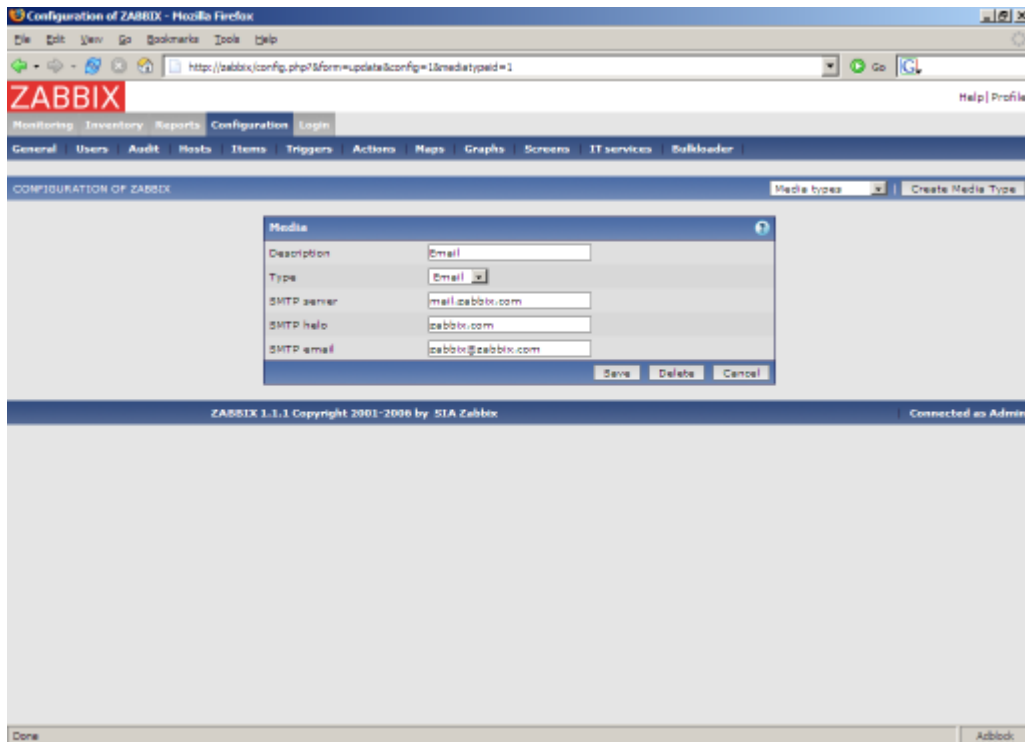 Configuration of ZABBIX - Mozilla Firefox
File Edit View Go Bookmarks Tools Help
http://zabbix/config.php?&form=update&config=1&mediatypeid=1 Go G
ZABBIX
Help | Profile
Monitoring Inventory Reports Configuration Login
General Users Audit Hosts Items Triggers Actions Maps Graphs Screens IT services Bulkloader
CONFIGURATION OF ZABBIX Media types | Create Media Type
Media ?
Description Email
Type Email
SMTP server mail.zabbix.com
SMTP helo zabbix.com
SMTP email zabbix@zabbix.com
Save Delete Cancel
ZABBIX 1.1.1 Copyright 2001-2006 by SIA Zabbix Connected as Admin
Done Adblock